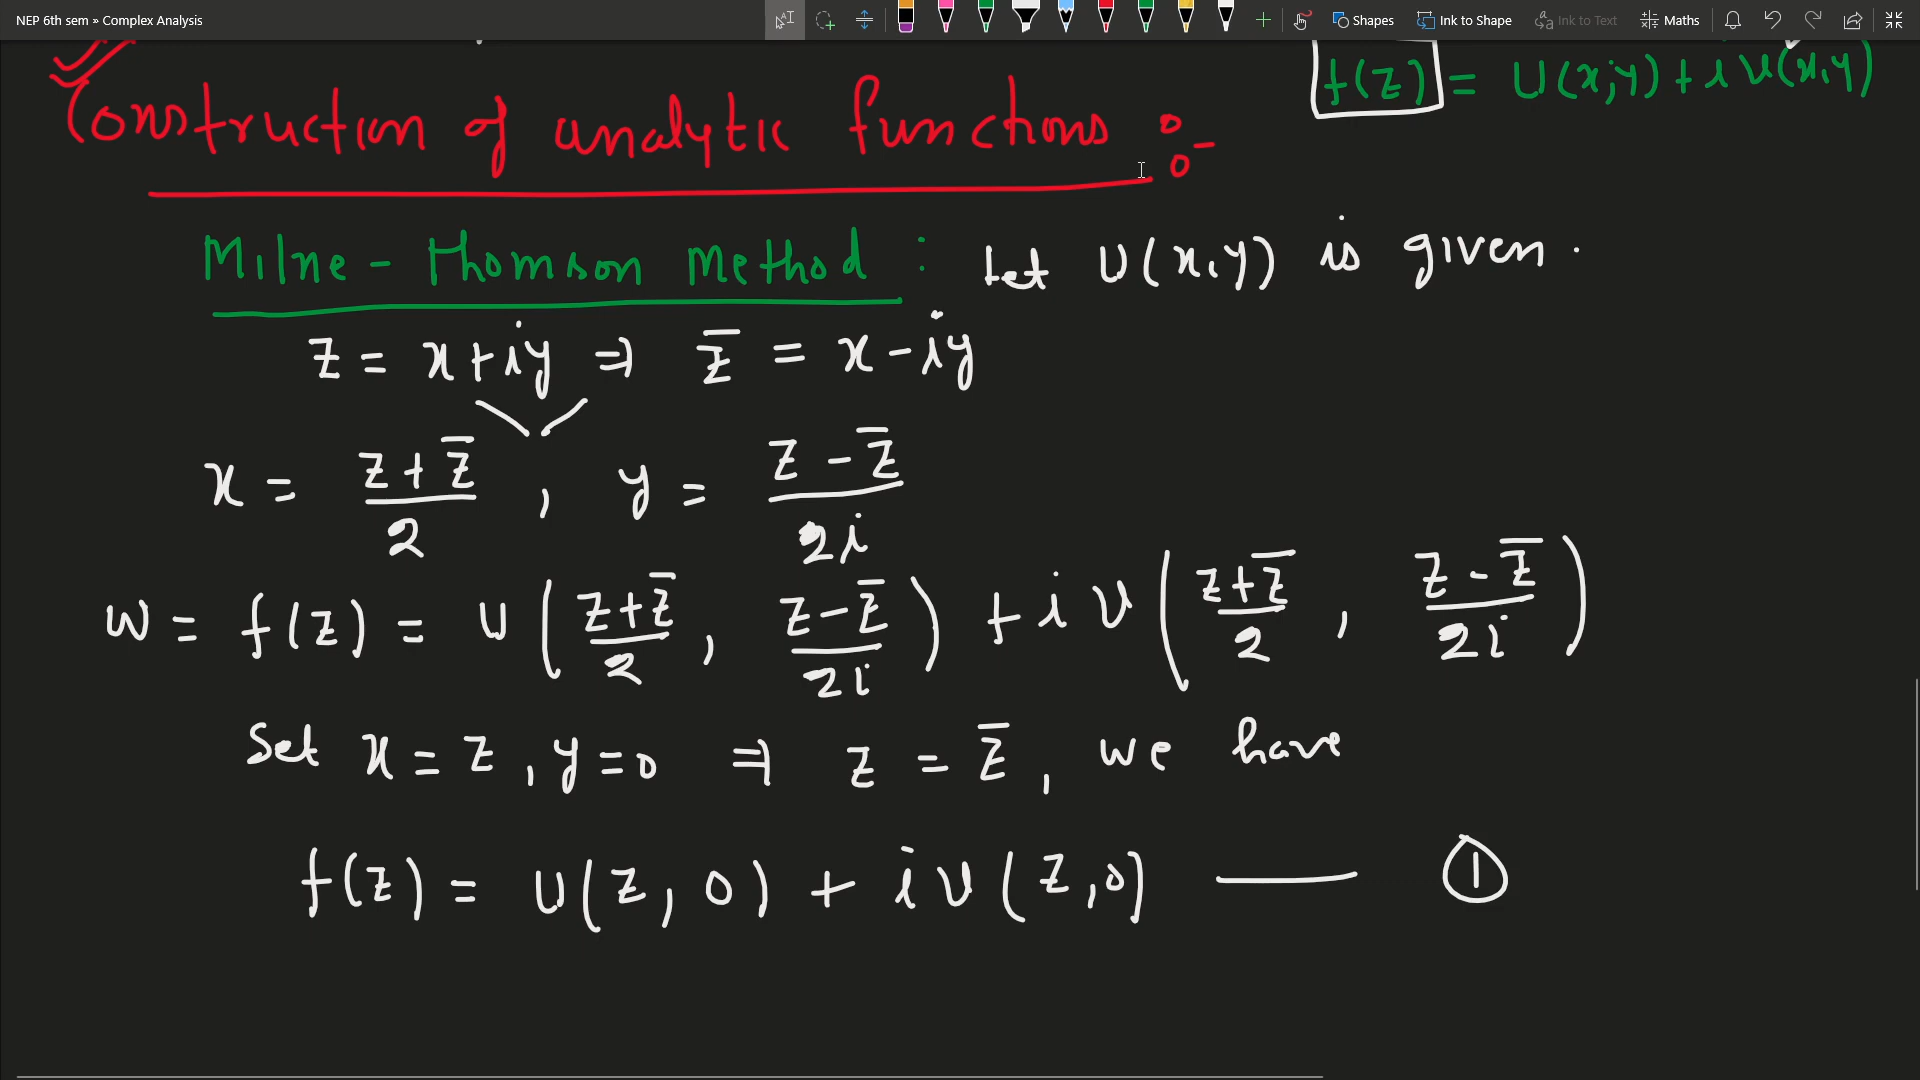 NEP 6th sem » Complex Analysis
Shapes Ink to Shape Ink to Text Maths
f(z) = U(x,y) + i V(x,y)
Construction of analytic functions :-
Milne - Thomson Method : Let U(x,y) is given.
z = x+iy ⇒ z̄ = x-iy
x = (z+z̄)/2 , y = (z-z̄)/2i
W = f(z) = U((z+z̄)/2, (z-z̄)/2i) + i V((z+z̄)/2, (z-z̄)/2i)
Set x = z , y = 0 ⇒ z = z̄ , we have
f(z) = U(z, 0) + i V(z,0) —— ①